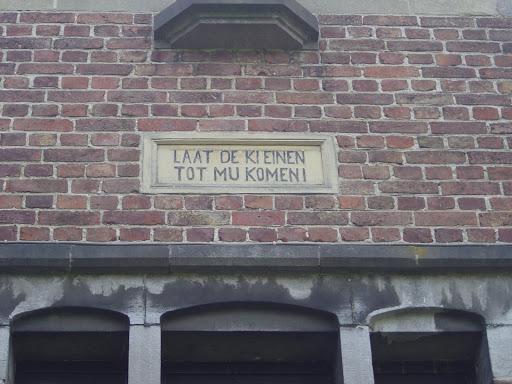 LAAT DE KLEINEN
TOT MIJ KOMEN!